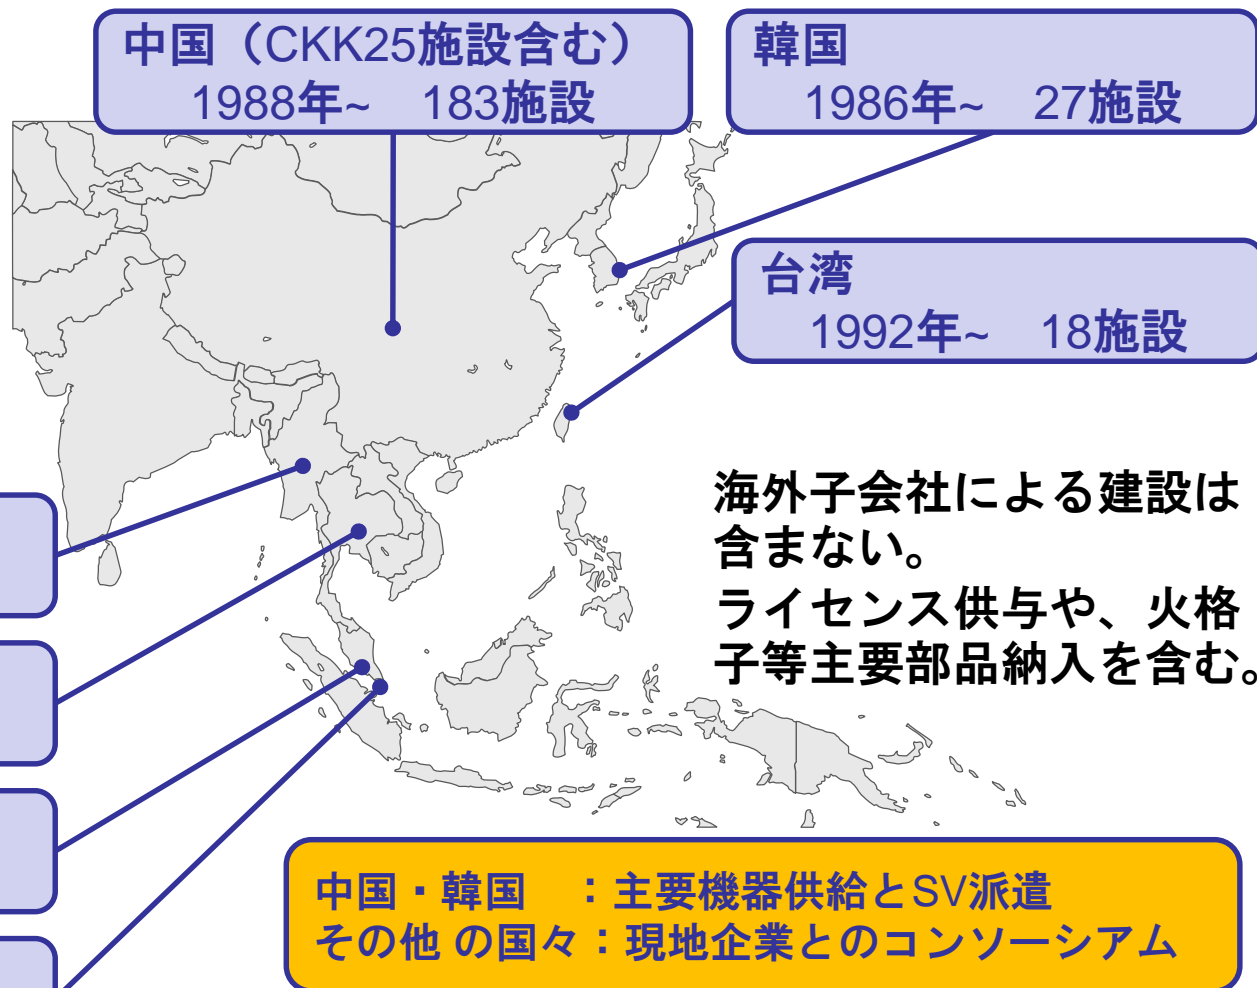 中国（CKK25施設含む）
1988年~　183施設
韓国
1986年~　27施設
台湾
1992年~　18施設
海外子会社による建設は
含まない。
ライセンス供与や、火格
子等主要部品納入を含む。
中国・韓国　：主要機器供給とSV派遣
その他 の国々：現地企業とのコンソーシアム